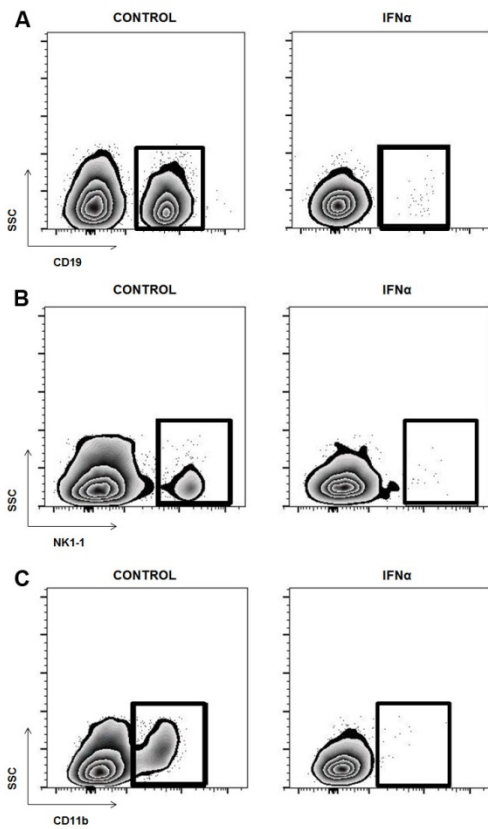 A
CONTROL IFNα
SSC
CD19
B
CONTROL IFNα
SSC
NK1-1
C
CONTROL IFNα
SSC
CD11b